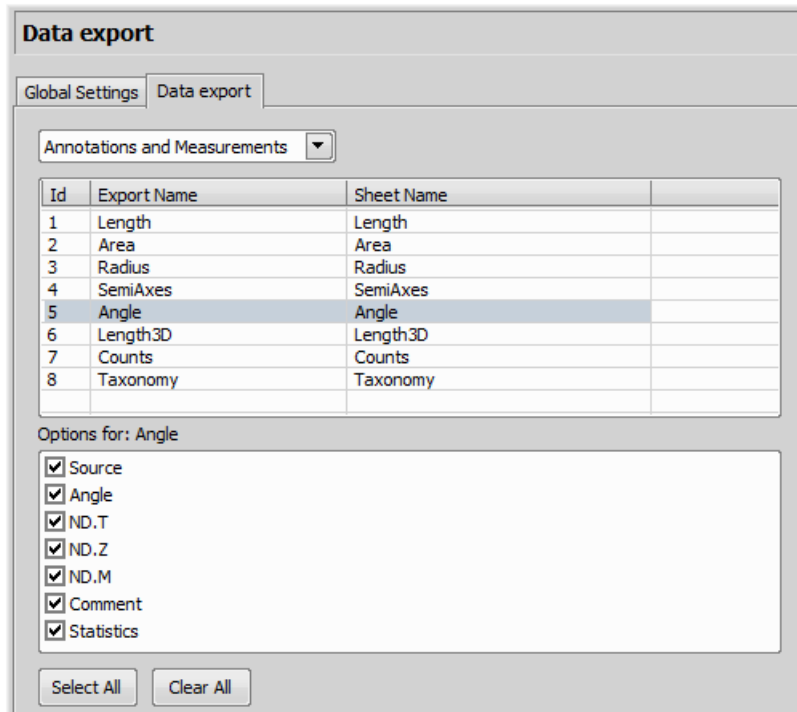 Data export
Global Settings Data export
Annotations and Measurements
Id Export Name Sheet Name
1 Length Length
2 Area Area
3 Radius Radius
4 SemiAxes SemiAxes
5 Angle Angle
6 Length3D Length3D
7 Counts Counts
8 Taxonomy Taxonomy
Options for: Angle
Source
Angle
ND.T
ND.Z
ND.M
Comment
Statistics
Select All Clear All